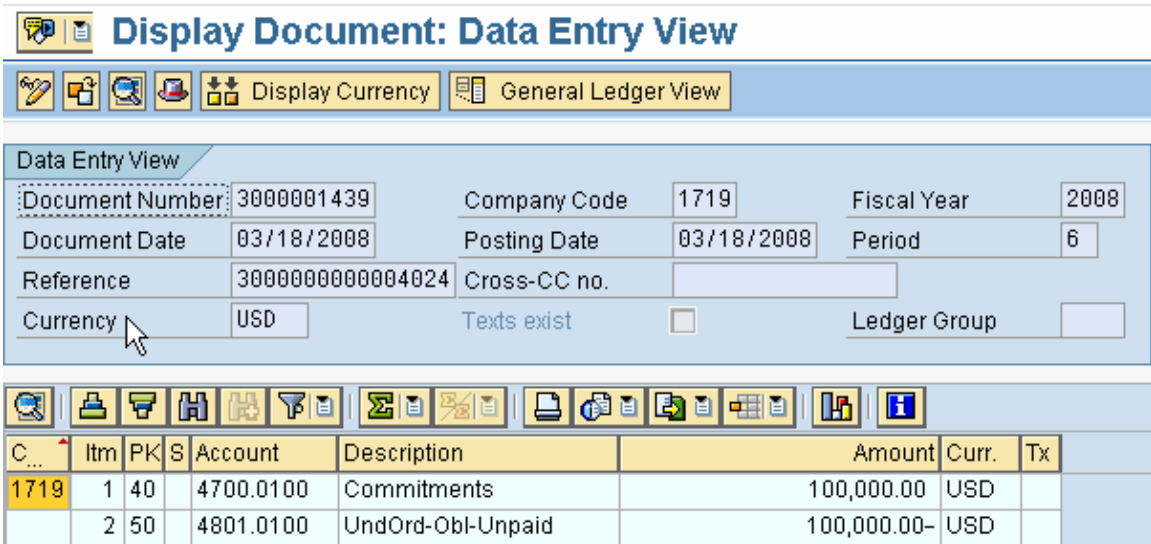 Display Document: Data Entry View
Display Currency General Ledger View
Data Entry View
Document Number 3000001439 Company Code 1719 Fiscal Year 2008
Document Date 03/18/2008 Posting Date 03/18/2008 Period 6
Reference 3000000000004024 Cross-CC no.
Currency USD Texts exist Ledger Group
C... Itm PK S Account Description Amount Curr. Tx
1719 1 40 4700.0100 Commitments 100,000.00 USD
2 50 4801.0100 UndOrd-Obl-Unpaid 100,000.00- USD